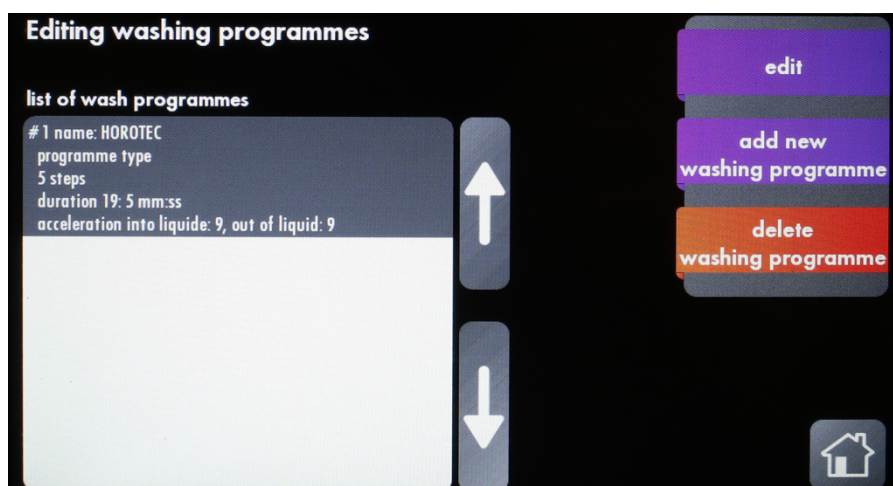 Editing washing programmes
list of wash programmes
# 1 name: HOROTEC
programme type
5 steps
duration 19: 5 mm:ss
acceleration into liquide: 9, out of liquid: 9
edit
add new
washing programme
delete
washing programme